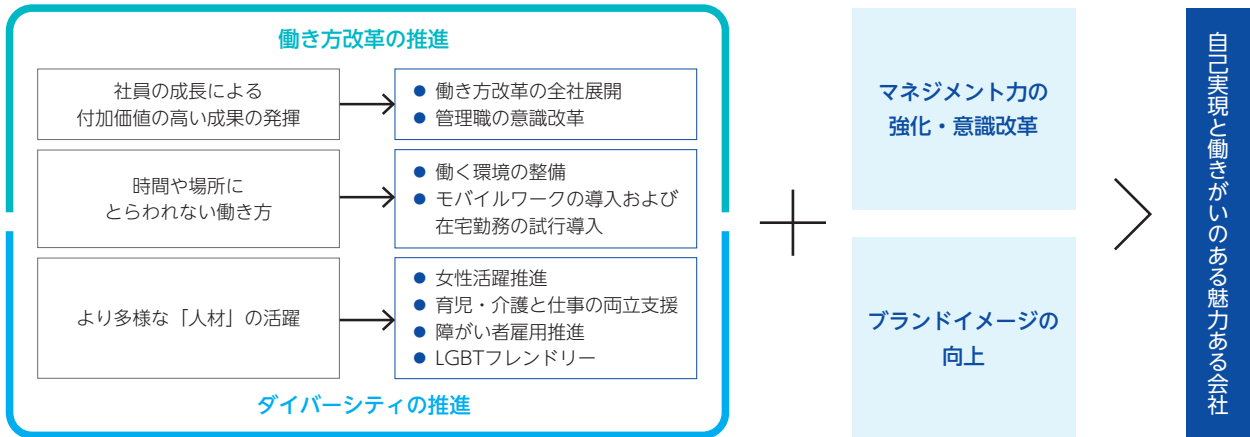 働き方改革の推進
社員の成長による
付加価値の高い成果の発揮
● 働き方改革の全社展開
● 管理職の意識改革
時間や場所に
とらわれない働き方
● 働く環境の整備
● モバイルワークの導入および
在宅勤務の試行導入
より多様な「人材」の活躍
● 女性活躍推進
● 育児・介護と仕事の両立支援
● 障がい者雇用推進
● LGBTフレンドリー
ダイバーシティの推進
マネジメント力の
強化・意識改革
ブランドイメージの
向上
自己実現と働きがいのある魅力ある会社